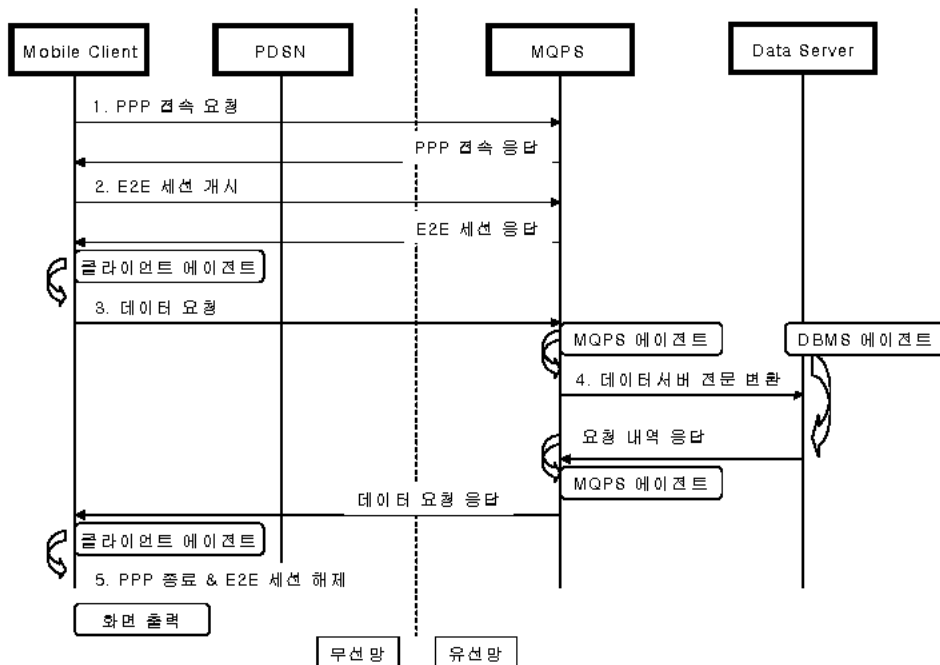 Mobile Client
PDSN
MQPS
Data Server
1. PPP 접속 요청
PPP 접속 응답
2. E2E 세션 개시
E2E 세션 응답
클라이언트 에이전트
3. 데이터 요청
MQPS 에이전트
DBMS 에이전트
4. 데이터서버 전문 변환
요청 내역 응답
MQPS 에이전트
데이터 요청 응답
클라이언트 에이전트
5. PPP 종료 & E2E 세션 해제
화면 출력
무선망
유선망